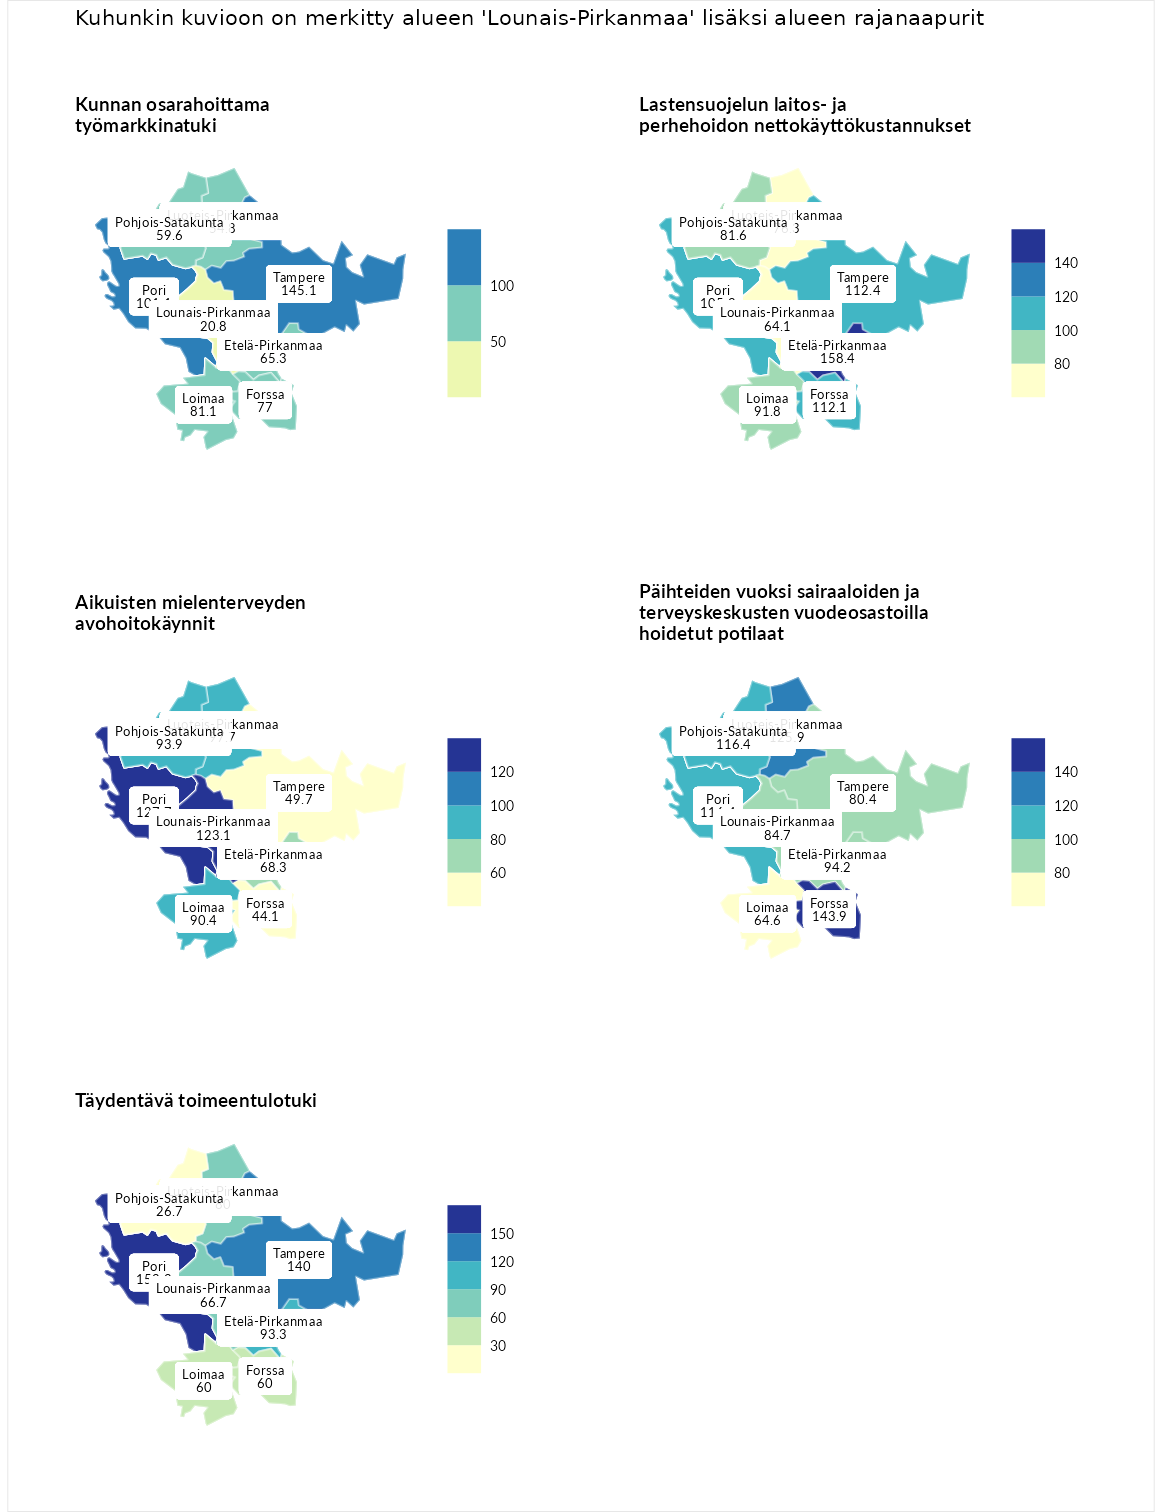 Kuhunkin kuvioon on merkitty alueen 'Lounais-Pirkanmaa' lisäksi alueen rajanaapurit
Kunnan osarahoittama
työmarkkinatuki
Pohjois-Satakunta
59.6
Pori
Tampere
145.1
Lounais-Pirkanmaa
20.8
Etelä-Pirkanmaa
65.3
Loimaa
81.1
Forssa
77
100
50
Lastensuojelun laitos- ja
perhehoidon nettokäyttökustannukset
Pohjois-Satakunta
81.6
Pori
Tampere
112.4
Lounais-Pirkanmaa
64.1
Etelä-Pirkanmaa
158.4
Loimaa
91.8
Forssa
112.1
140
120
100
80
Aikuisten mielenterveyden
avohoitokäynnit
Pohjois-Satakunta
93.9
Pori
Tampere
49.7
Lounais-Pirkanmaa
123.1
Etelä-Pirkanmaa
68.3
Loimaa
90.4
Forssa
44.1
120
100
80
60
Päihteiden vuoksi sairaaloiden ja
terveyskeskusten vuodeosastoilla
hoidetut potilaat
Pohjois-Satakunta
116.4
Pori
Tampere
80.4
Lounais-Pirkanmaa
84.7
Etelä-Pirkanmaa
94.2
Loimaa
64.6
Forssa
143.9
140
120
100
80
Täydentävä toimeentulotuki
Pohjois-Satakunta
26.7
Pori
Tampere
140
Lounais-Pirkanmaa
66.7
Etelä-Pirkanmaa
93.3
Loimaa
60
Forssa
60
150
120
90
60
30